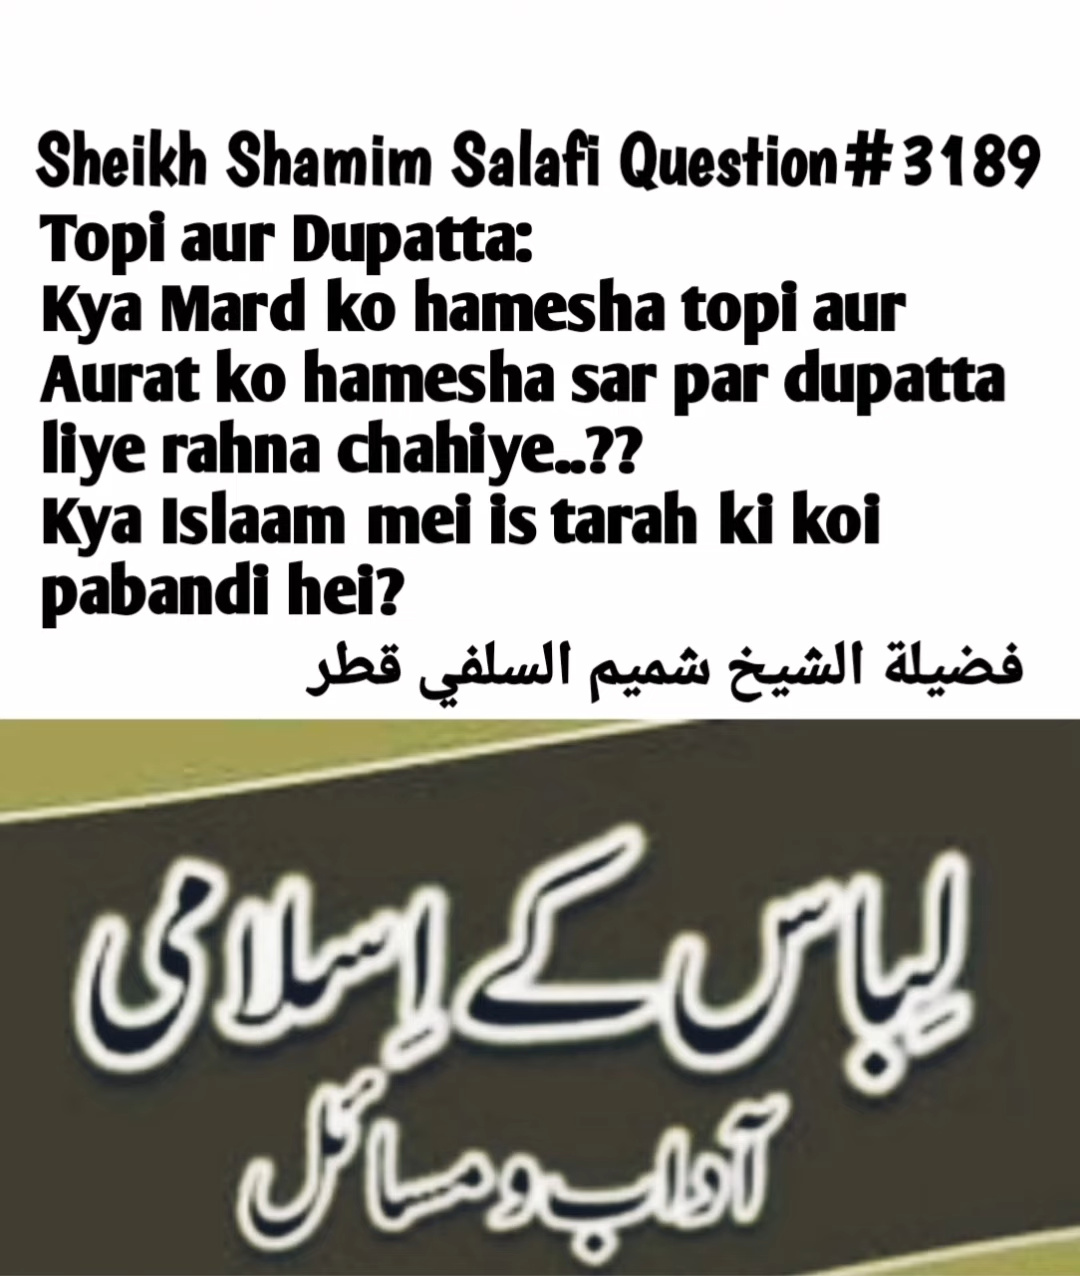 Sheikh Shamim Salafi Question#3189
Topi aur Dupatta:
Kya Mard ko hamesha topi aur
Aurat ko hamesha sar par dupatta
liye rahna chahiye..??
Kya Islaam mei is tarah ki koi
pabandi hei?
فضيلة الشيخ شميم السلفي قطر
لِباس کے اِسلامی
آداب و مسائل